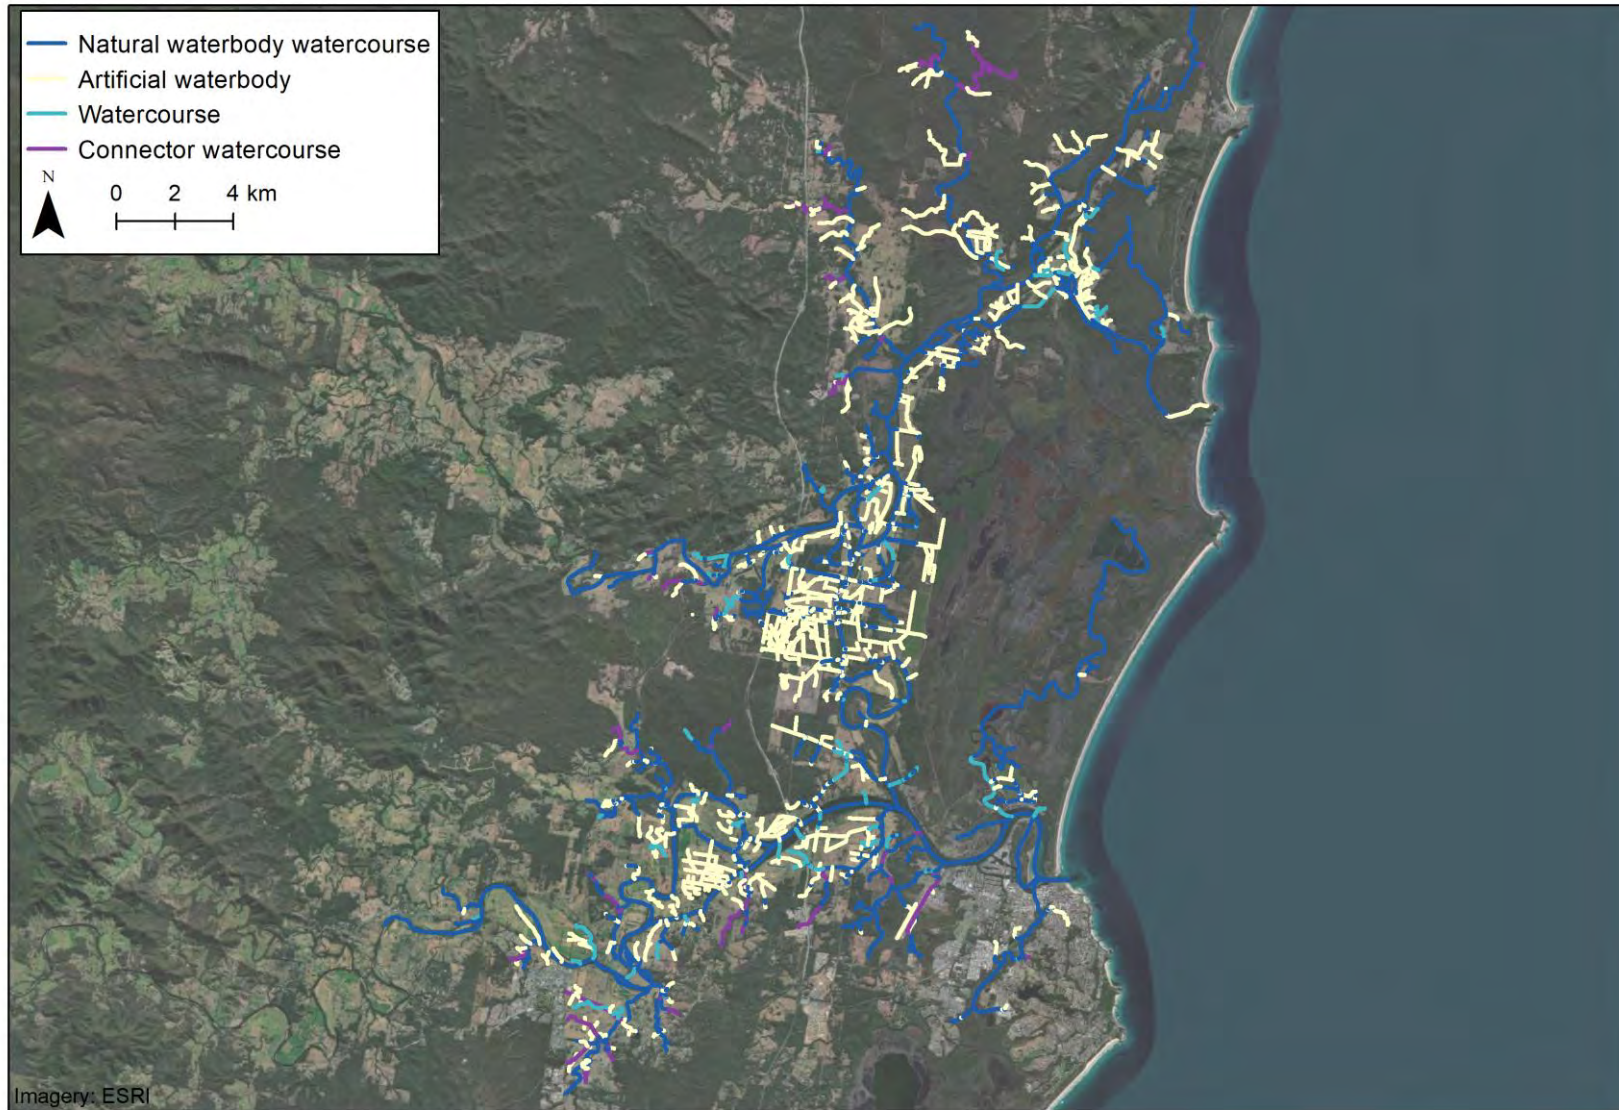 Natural waterbody watercourse
Artificial waterbody
Watercourse
Connector watercourse
N
0 2 4 km
Imagery: ESRI